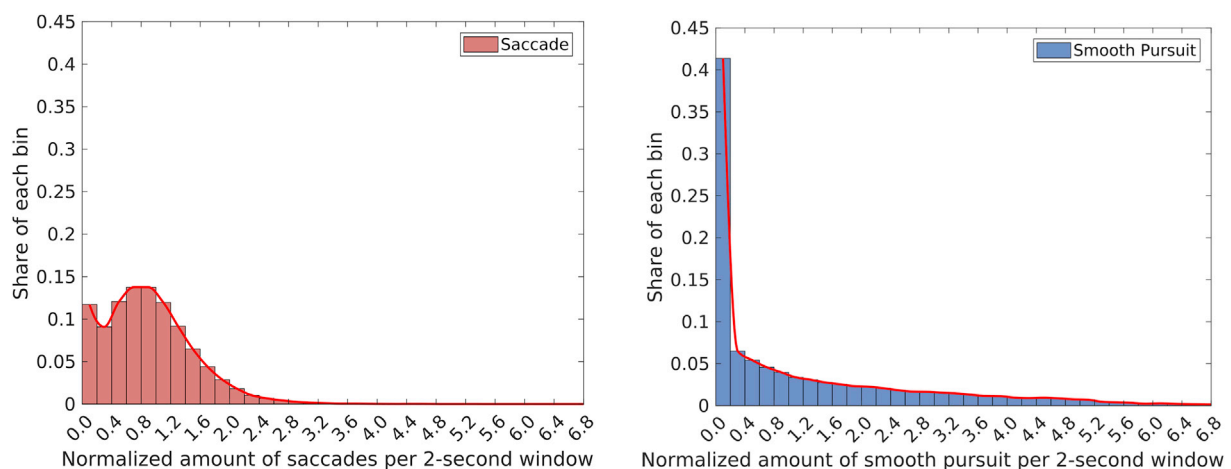 0.45
0.4
0.35
0.3
0.25
0.2
0.15
0.1
0.05
0
Share of each bin
Saccade
0.0 0.4 0.8 1.2 1.6 2.0 2.4 2.8 3.2 3.6 4.0 4.4 4.8 5.2 5.6 6.0 6.4 6.8
Normalized amount of saccades per 2-second window
0.45
0.4
0.35
0.3
0.25
0.2
0.15
0.1
0.05
0
Share of each bin
Smooth Pursuit
0.0 0.4 0.8 1.2 1.6 2.0 2.4 2.8 3.2 3.6 4.0 4.4 4.8 5.2 5.6 6.0 6.4 6.8
Normalized amount of smooth pursuit per 2-second window